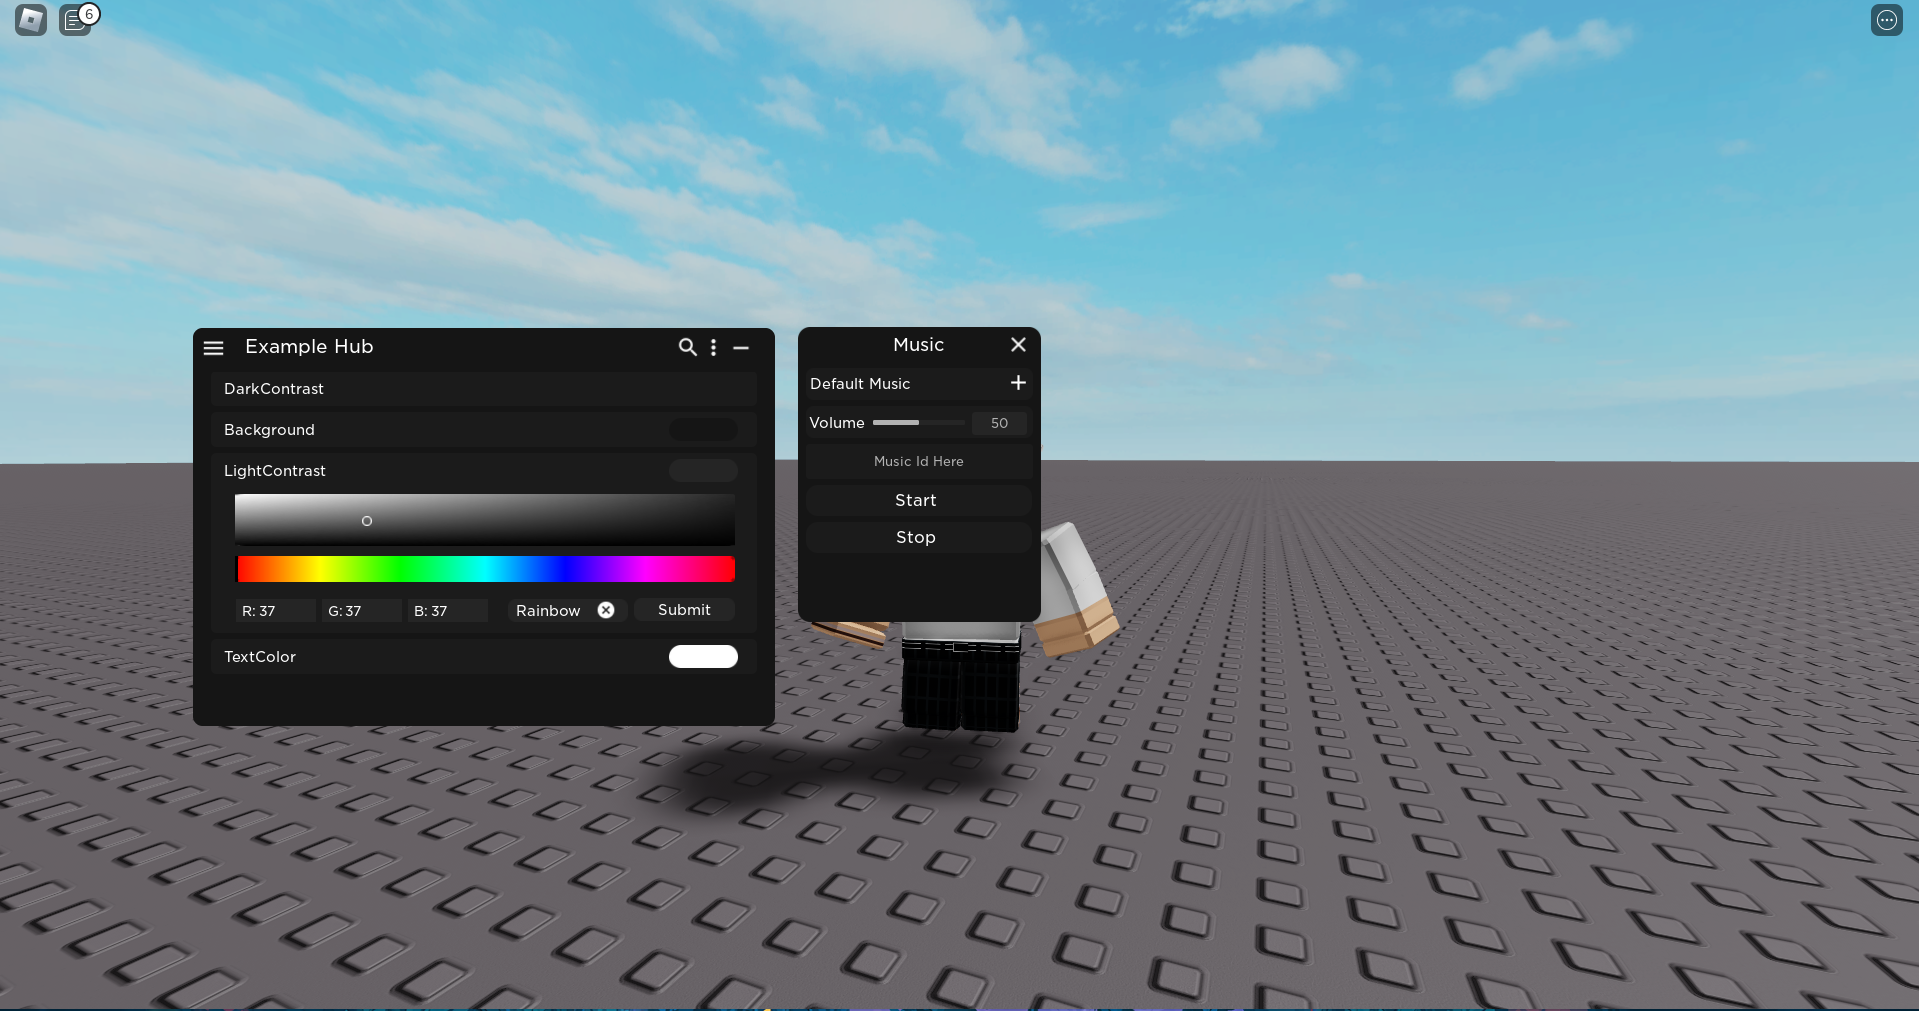 6
Example Hub
DarkContrast
Background
LightContrast
R: 37
G: 37
B: 37
Rainbow
Submit
TextColor
Music
Default Music
Volume
50
Music Id Here
Start
Stop